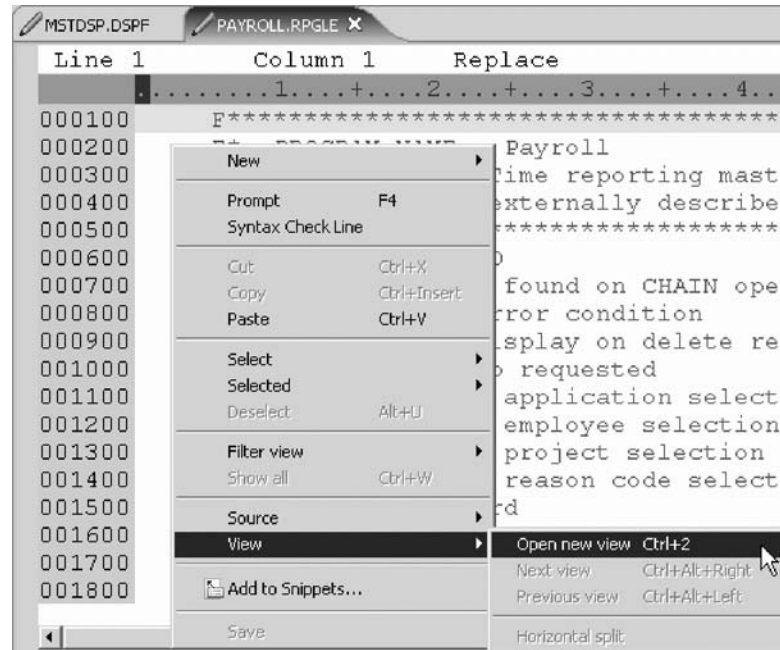 MSTDSP.DSPF
PAYROLL.RPGLE
Line 1 Column 1 Replace
.........1....+....2....+....3....+....4..
000100 F*************************************
000200 Payroll
000300 Time reporting mast
000400 externally describe
000500 *******************
000600
000700 found on CHAIN ope
000800 condition
000900 on delete re
001000 requested
001100 application select
001200 employee selection
001300 project selection
001400 reason code select
001500
001600
001700
001800
New
Prompt F4
Syntax Check Line
Cut Ctrl+X
Copy Ctrl+Insert
Paste Ctrl+V
Select
Selected
Deselect Alt+U
Filter view
Show all Ctrl+W
Source
View
Add to Snippets...
Save
Open new view Ctrl+2
Next view Ctrl+Alt+Right
Previous view Ctrl+Alt+Left
Horizontal split